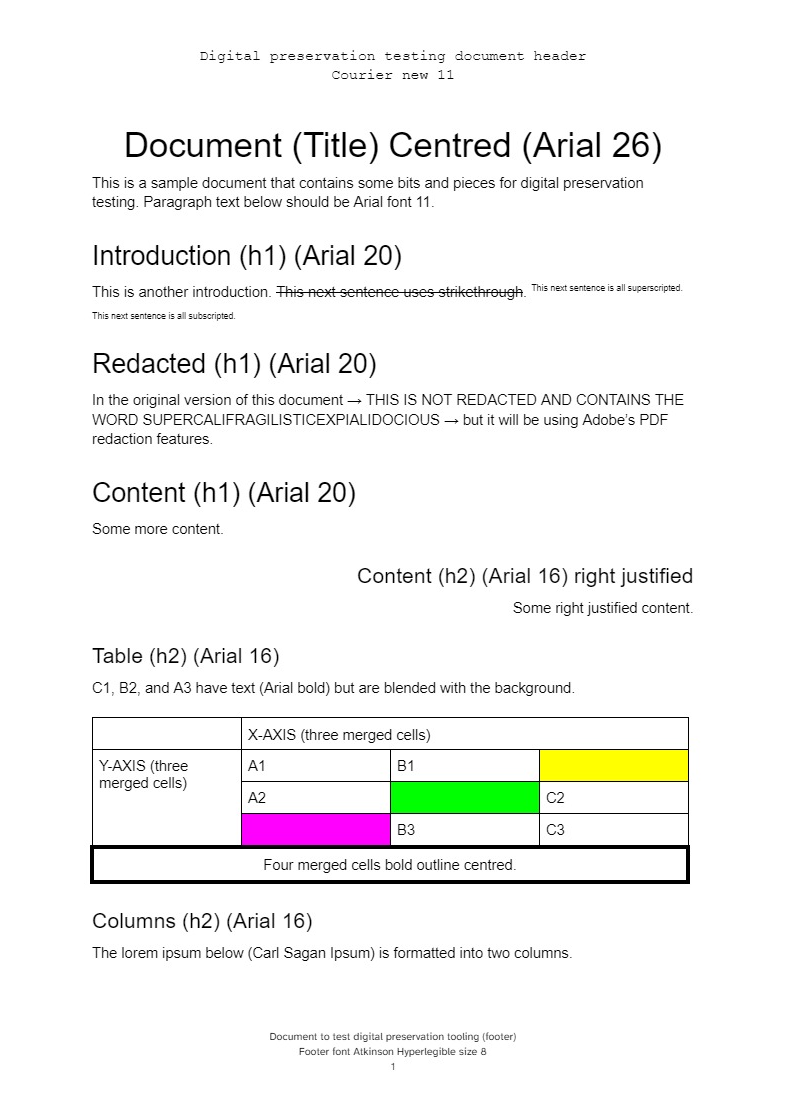 Digital preservation testing document header
Courier new 11
Document (Title) Centred (Arial 26)
This is a sample document that contains some bits and pieces for digital preservation
testing. Paragraph text below should be Arial font 11.
Introduction (h1) (Arial 20)
This is another introduction. This next sentence uses strikethrough. This next sentence is all superscripted.
This next sentence is all subscripted.
Redacted (h1) (Arial 20)
In the original version of this document → THIS IS NOT REDACTED AND CONTAINS THE
WORD SUPERCALIFRAGILISTICEXPIALIDOCIOUS → but it will be using Adobe’s PDF
redaction features.
Content (h1) (Arial 20)
Some more content.
Content (h2) (Arial 16) right justified
Some right justified content.
Table (h2) (Arial 16)
C1, B2, and A3 have text (Arial bold) but are blended with the background.
X-AXIS (three merged cells)
Y-AXIS (three A1 B1
merged cells)
A2 C2
B3 C3
Four merged cells bold outline centred.
Columns (h2) (Arial 16)
The lorem ipsum below (Carl Sagan Ipsum) is formatted into two columns.
Document to test digital preservation tooling (footer)
Footer font Atkinson Hyperlegible size 8
1